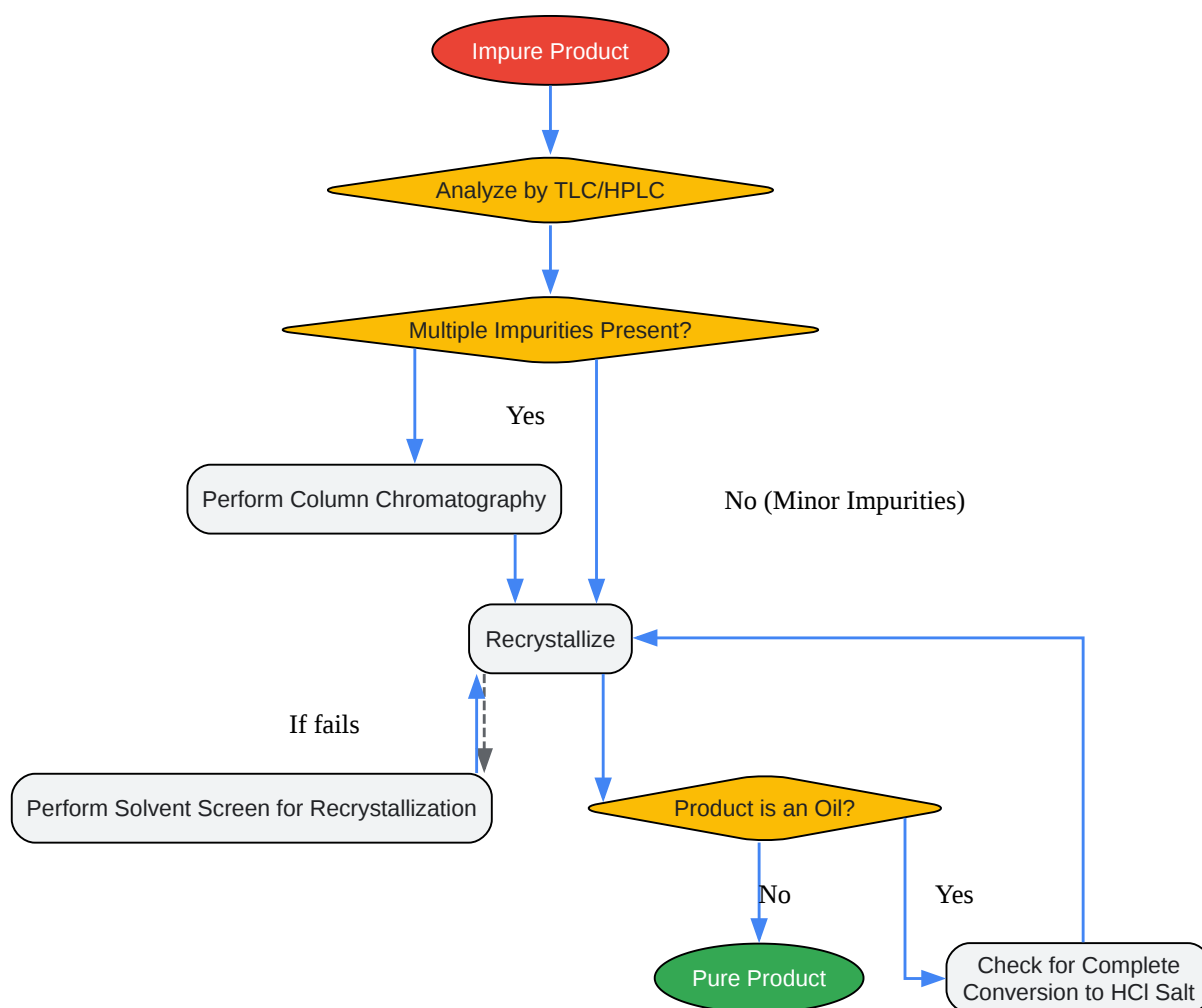 Impure Product
Analyze by TLC/HPLC
Multiple Impurities Present?
Yes
Perform Column Chromatography
No (Minor Impurities)
Recrystallize
If fails
Perform Solvent Screen for Recrystallization
Product is an Oil?
No
Yes
Pure Product
Check for Complete
Conversion to HCl Salt